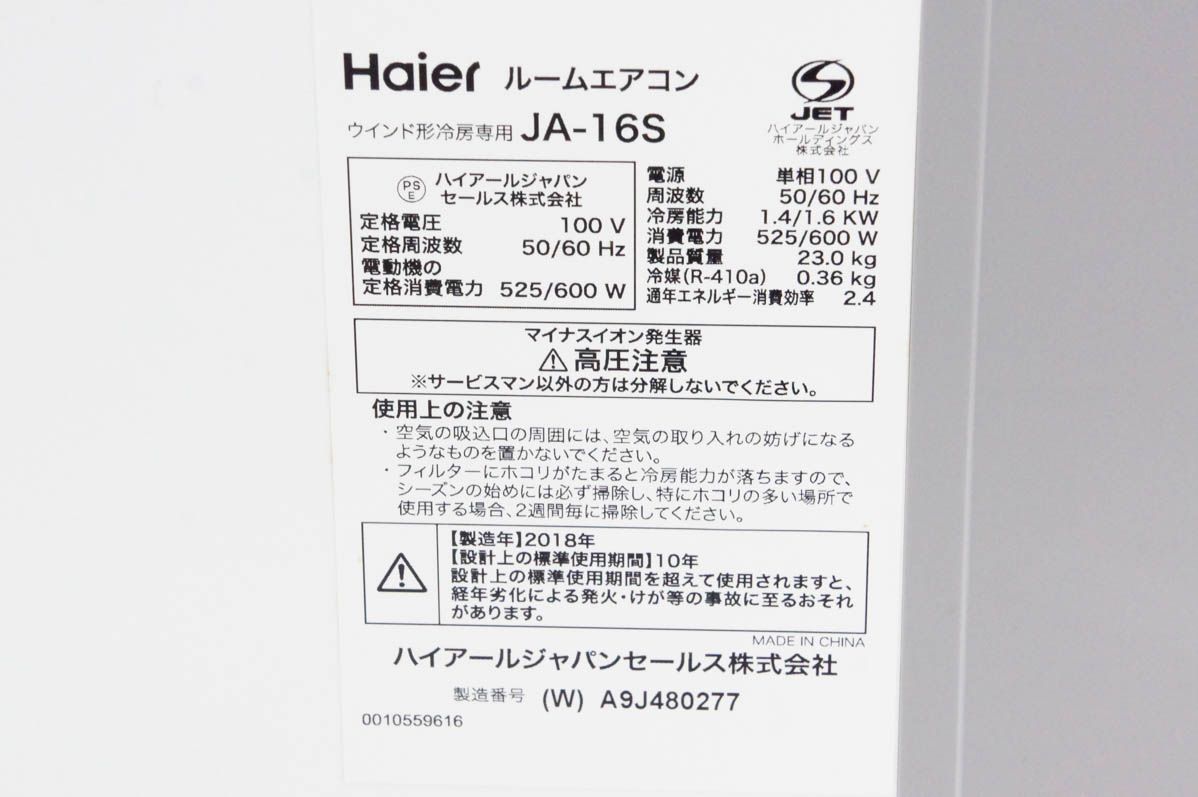 Haier ルームエアコン
ウインド形冷房専用 JA-16S
JET
ハイアールジャパン
ホールディングス
株式会社
PS
E
ハイアールジャパン
セールス株式会社
定格電圧 100 V
定格周波数 50/60 Hz
電動機の
定格消費電力 525/600 W
電源 単相100 V
周波数 50/60 Hz
冷房能力 1.4/1.6 KW
消費電力 525/600 W
製品質量 23.0 kg
冷媒(R-410a) 0.36 kg
通年エネルギー消費効率 2.4
マイナスイオン発生器
⚠高圧注意
※サービスマン以外の方は分解しないでください。
使用上の注意
・空気の吸込口の周囲には、空気の取り入れの妨げになる
ようなものを置かないでください。
・フィルターにホコリがたまると冷房能力が落ちますので、
シーズンの始めには必ず掃除し、特にホコリの多い場所で
使用する場合、2週間毎に掃除してください。
【製造年】2018年
【設計上の標準使用期間】10年
設計上の標準使用期間を超えて使用されますと、
経年劣化による発火・けが等の事故に至るおそれ
があります。
MADE IN CHINA
ハイアールジャパンセールス株式会社
製造番号 (W) A9J480277
0010559616